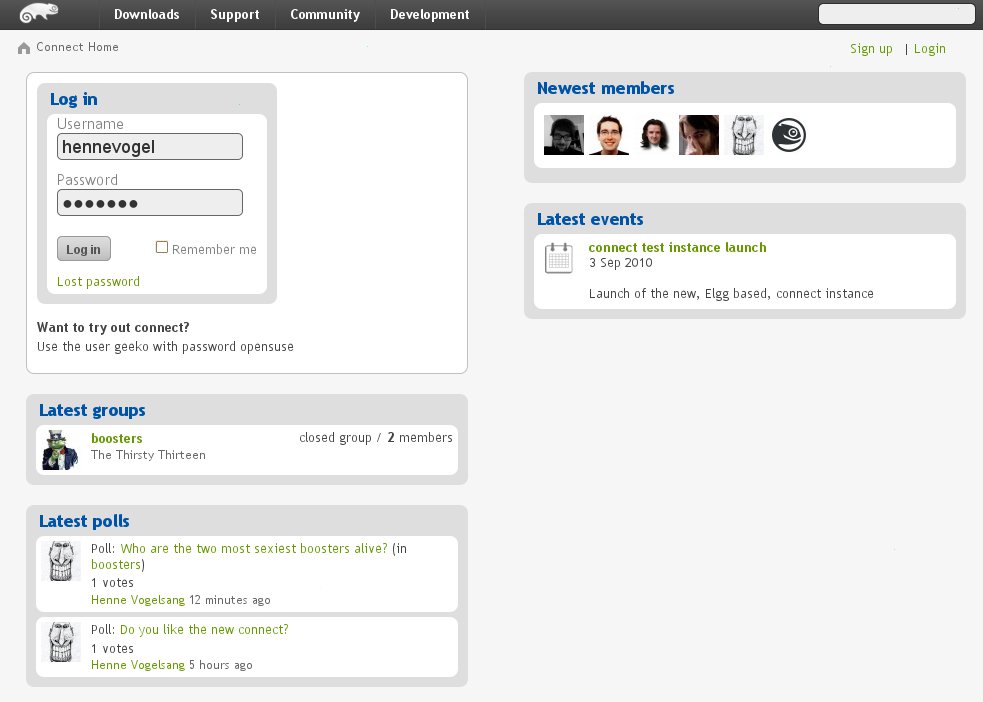 Downloads Support Community Development
Connect Home
Sign up | Login
Log in
Username
hennevogel
Password
●●●●●●●
Log in Remember me
Lost password
Want to try out connect?
Use the user geeko with password opensuse
Latest groups
boosters closed group / 2 members
The Thirsty Thirteen
Latest polls
Poll: Who are the two most sexiest boosters alive? (in
boosters)
1 votes
Henne Vogelsang 12 minutes ago
Poll: Do you like the new connect?
1 votes
Henne Vogelsang 5 hours ago
Newest members
Latest events
connect test instance launch
3 Sep 2010
Launch of the new, Elgg based, connect instance